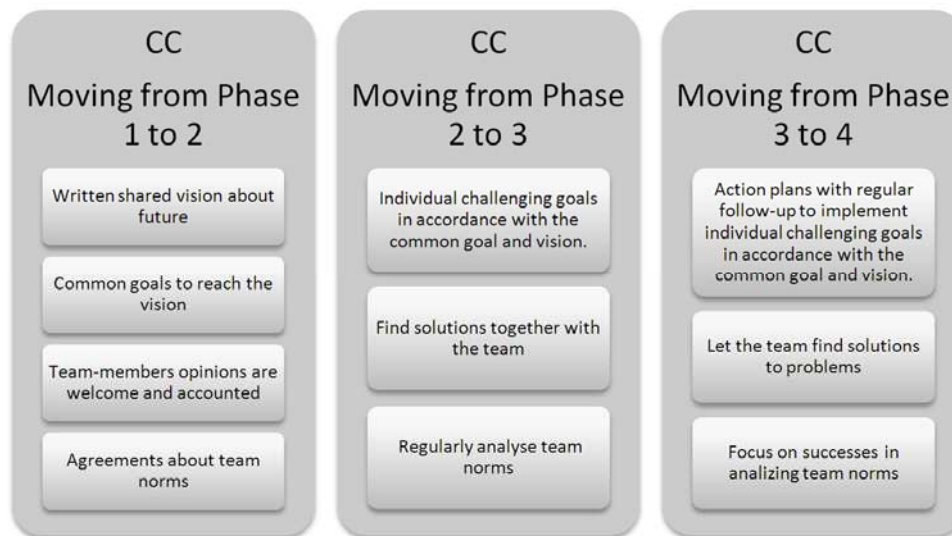 CC
Moving from Phase
1 to 2
Written shared vision about
future
Common goals to reach the
vision
Team-members opinions are
welcome and accounted
Agreements about team
norms
CC
Moving from Phase
2 to 3
Individual challenging goals
in accordance with the
common goal and vision.
Find solutions together with
the team
Regularly analyse team
norms
CC
Moving from Phase
3 to 4
Action plans with regular
follow-up to implement
individual challenging goals
in accordance with the
common goal and vision.
Let the team find solutions
to problems
Focus on successes in
analizing team norms